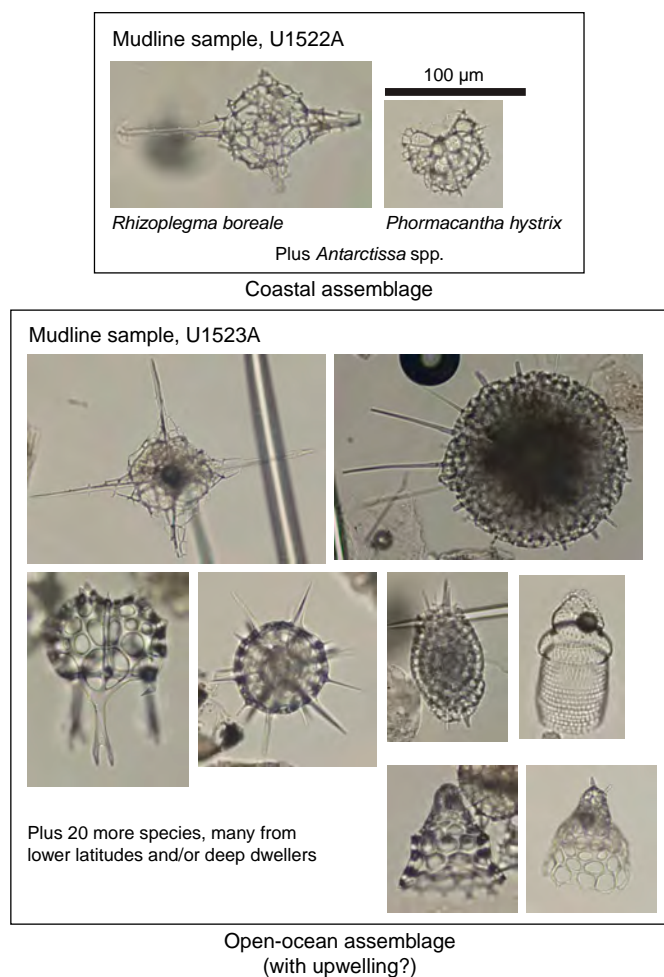 Mudline sample, U1522A
100 µm
Rhizoplegma boreale
Phormacantha hystrix
Plus Antarctissa spp.
Coastal assemblage
Mudline sample, U1523A
Plus 20 more species, many from
lower latitudes and/or deep dwellers
Open-ocean assemblage
(with upwelling?)